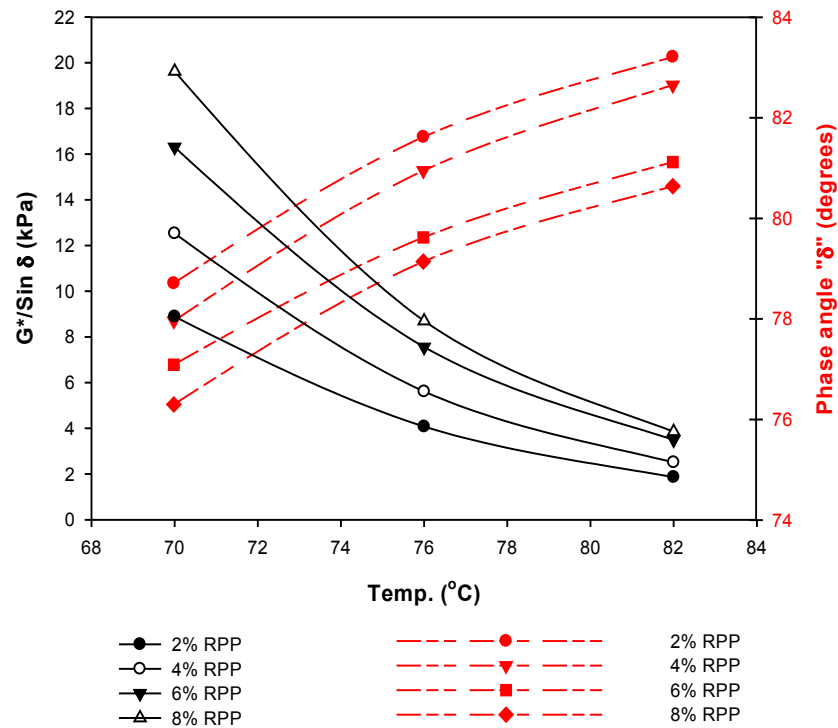 22
20
18
16
14
12
10
8
6
4
2
0
G*/Sin δ (kPa)
84
82
80
78
76
74
Phase angle "δ" (degrees)
68 70 72 74 76 78 80 82 84
Temp. (°C)
2% RPP
4% RPP
6% RPP
8% RPP
2% RPP
4% RPP
6% RPP
8% RPP